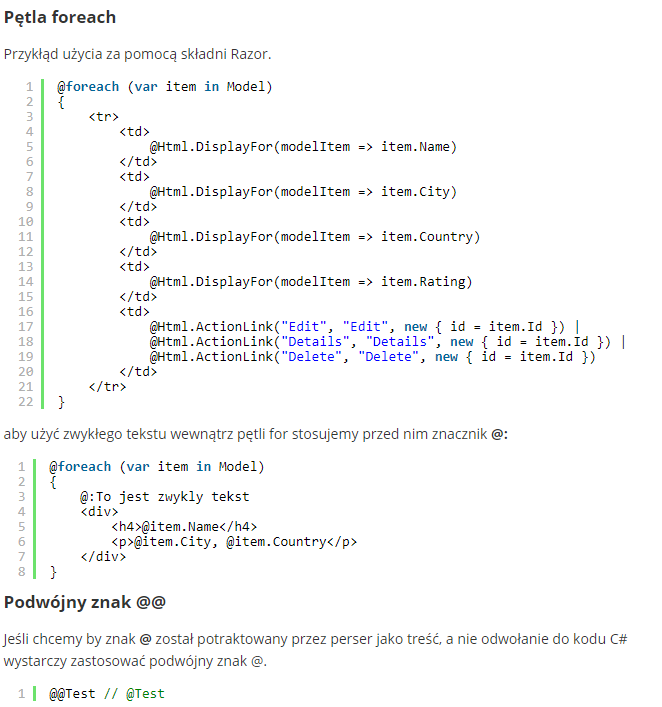 Pętla foreach
Przykłąd użycia za pomocą składni Razor.
1 @foreach (var item in Model)
2 {
3     <tr>
4         <td>
5             @Html.DisplayFor(modelItem => item.Name)
6         </td>
7         <td>
8             @Html.DisplayFor(modelItem => item.City)
9         </td>
10         <td>
11             @Html.DisplayFor(modelItem => item.Country)
12         </td>
13         <td>
14             @Html.DisplayFor(modelItem => item.Rating)
15         </td>
16         <td>
17             @Html.ActionLink("Edit", "Edit", new { id = item.Id }) |
18             @Html.ActionLink("Details", "Details", new { id = item.Id }) |
19             @Html.ActionLink("Delete", "Delete", new { id = item.Id })
20         </td>
21     </tr>
22 }
aby użyć zwykłego tekstu wewnątrz pętli for stosujemy przed nim znacznik @:
1 @foreach (var item in Model)
2 {
3     @:To jest zwykly tekst
4     <div>
5         <h4>@item.Name</h4>
6         <p>@item.City, @item.Country</p>
7     </div>
8 }
Podwójny znak @@
Jeśli chcemy by znak @ został potraktowany przez perser jako treść, a nie odwołanie do kodu C#
wystarczy zastosować podwójny znak @.
1 @@Test // @Test